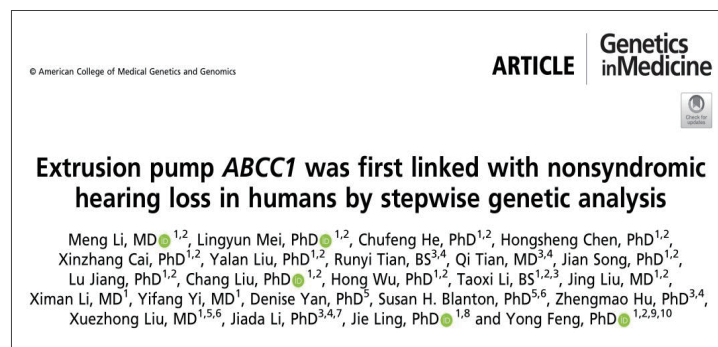 © American College of Medical Genetics and Genomics
ARTICLE
Genetics
inMedicine
Check for
updates
Extrusion pump ABCC1 was first linked with nonsyndromic
hearing loss in humans by stepwise genetic analysis
Meng Li, MD iD 1,2, Lingyun Mei, PhD iD 1,2, Chufeng He, PhD1,2, Hongsheng Chen, PhD1,2,
Xinzhang Cai, PhD1,2, Yalan Liu, PhD1,2, Runyi Tian, BS3,4, Qi Tian, MD3,4, Jian Song, PhD1,2,
Lu Jiang, PhD1,2, Chang Liu, PhD iD 1,2, Hong Wu, PhD1,2, Taoxi Li, BS1,2,3, Jing Liu, MD1,2,
Ximan Li, MD1, Yifang Yi, MD1, Denise Yan, PhD5, Susan H. Blanton, PhD5,6, Zhengmao Hu, PhD3,4,
Xuezhong Liu, MD1,5,6, Jiada Li, PhD3,4,7, Jie Ling, PhD iD 1,8 and Yong Feng, PhD iD 1,2,9,10